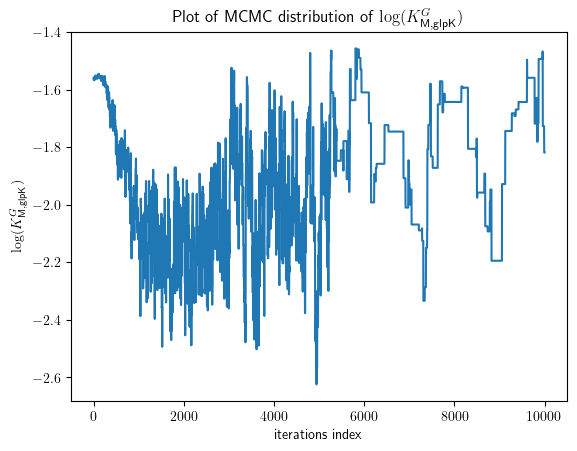 Plot of MCMC distribution of log(K^G_{M,glpK})
−1.4
−1.6
−1.8
−2.0
−2.2
−2.4
−2.6
log(K^G_{M,glpK})
0 2000 4000 6000 8000 10000
iterations index